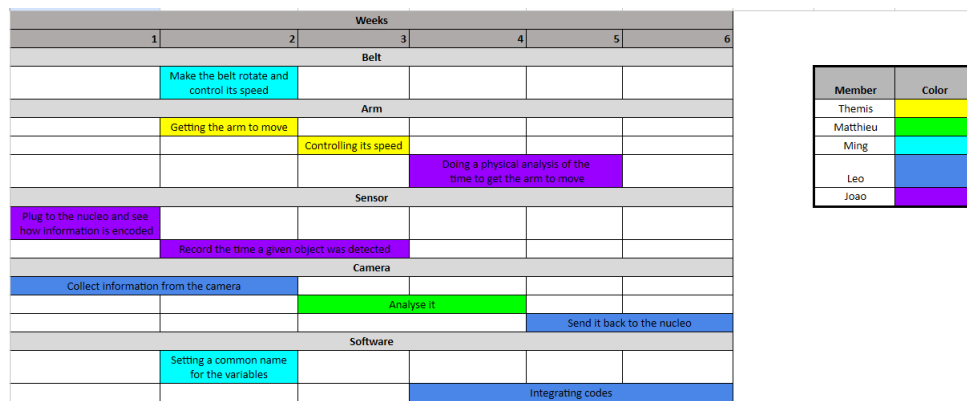 Weeks
1 2 3 4 5 6
Belt
Make the belt rotate and
control its speed
Arm
Getting the arm to move
Controlling its speed
Doing a physical analysis of the
time to get the arm to move
Sensor
Plug to the nucleo and see
how information is encoded
Record the time a given object was detected
Camera
Collect information from the camera
Analyse it
Send it back to the nucleo
Software
Setting a common name
for the variables
Integrating codes
Member Color
Themis
Matthieu
Ming
Leo
Joao